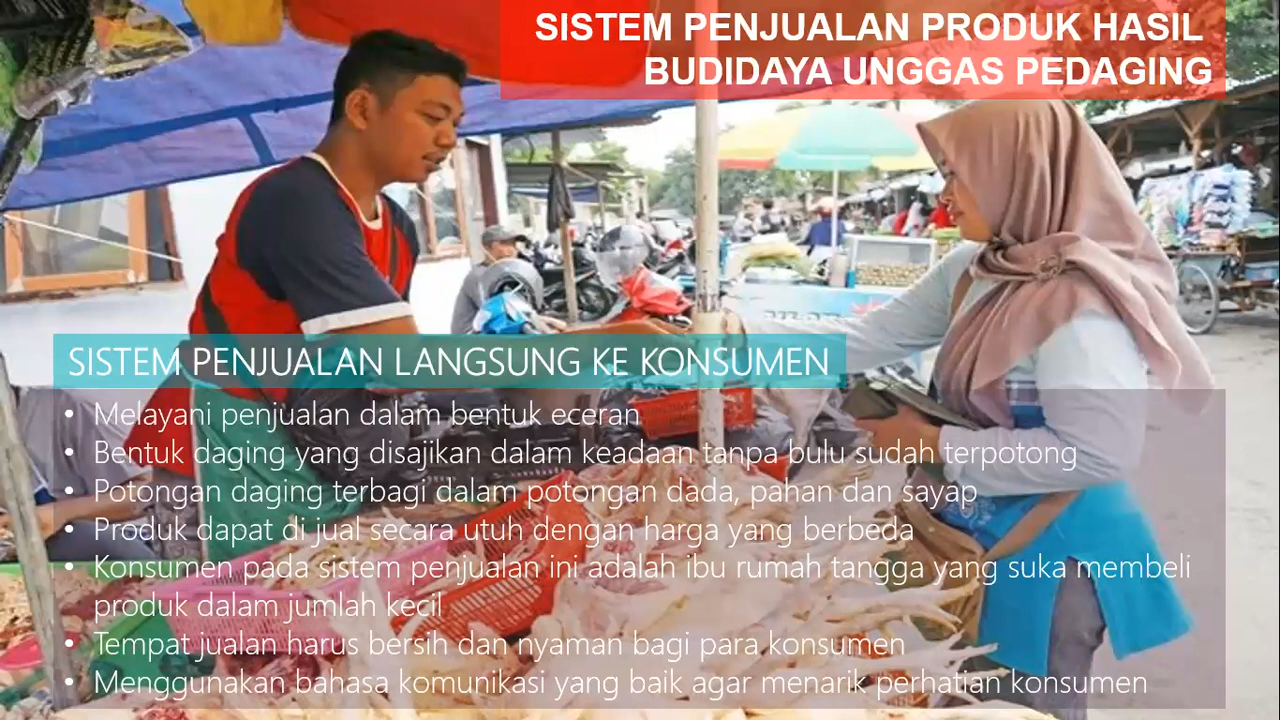 SISTEM PENJUALAN PRODUK HASIL
BUDIDAYA UNGGAS PEDAGING
SISTEM PENJUALAN LANGSUNG KE KONSUMEN
• Melayani penjualan dalam bentuk eceran
• Bentuk daging yang disajikan dalam keadaan tanpa bulu sudah terpotong
• Potongan daging terbagi dalam potongan dada, pahan dan sayap
• Produk dapat di jual secara utuh dengan harga yang berbeda
• Konsumen pada sistem penjualan ini adalah ibu rumah tangga yang suka membeli
produk dalam jumlah kecil
• Tempat jualan harus bersih dan nyaman bagi para konsumen
• Menggunakan bahasa komunikasi yang baik agar menarik perhatian konsumen